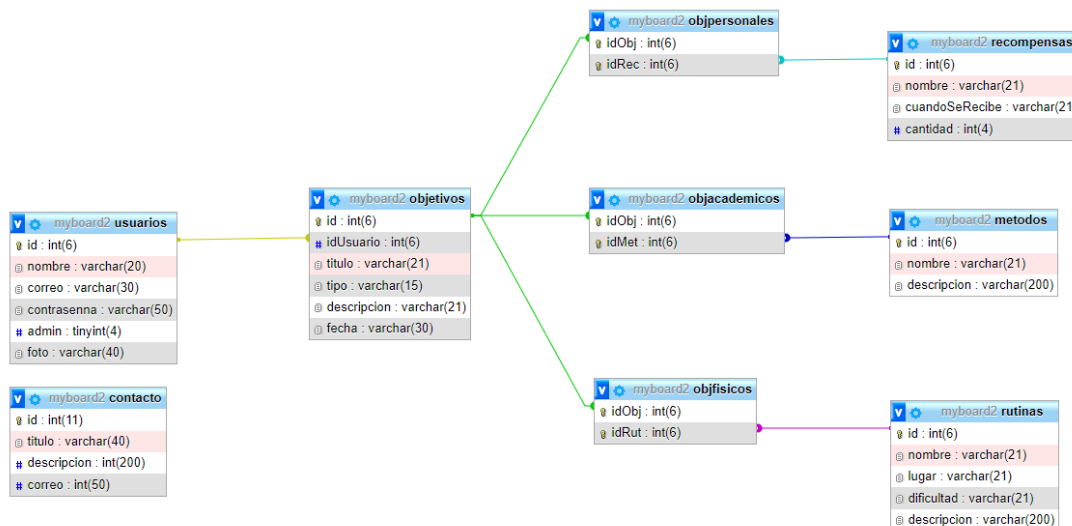 myboard2 objpersonales
idObj : int(6)
idRec : int(6)
myboard2 recompensas
id : int(6)
nombre : varchar(21)
cuandoSeRecibe : varchar(21
cantidad : int(4)
myboard2 usuarios
id : int(6)
nombre : varchar(20)
correo : varchar(30)
contrasenna : varchar(50)
admin : tinyint(4)
foto : varchar(40)
myboard2 objetivos
id : int(6)
idUsuario : int(6)
titulo : varchar(21)
tipo : varchar(15)
descripcion : varchar(21)
fecha : varchar(30)
myboard2 objacademicos
idObj : int(6)
idMet : int(6)
myboard2 metodos
id : int(6)
nombre : varchar(21)
descripcion : varchar(200)
myboard2 contacto
id : int(11)
titulo : varchar(40)
descripcion : int(200)
correo : int(50)
myboard2 objfisicos
idObj : int(6)
idRut : int(6)
myboard2 rutinas
id : int(6)
nombre : varchar(21)
lugar : varchar(21)
dificultad : varchar(21)
descripcion : varchar(200)